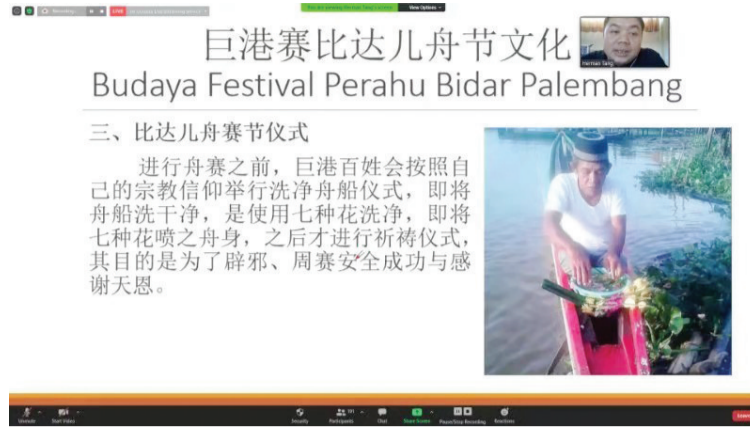 Recording...
LIVE
View Options
巨港赛比达儿舟节文化
Budaya Festival Perahu Bidar Palembang
Herman Tang
三、比达儿舟赛节仪式
进行舟赛之前，巨港百姓会按照自
己的宗教信仰举行洗净舟船仪式，即将
舟船洗干净，是使用七种花洗净，即将
七种花喷之舟身，之后才进行祈祷仪式，
其目的是为了辟邪、周赛安全成功与感
谢天恩。
Unmute
Start Video
Security
Participants
Chat
Share Screen
Pause/Stop Recording
Reactions